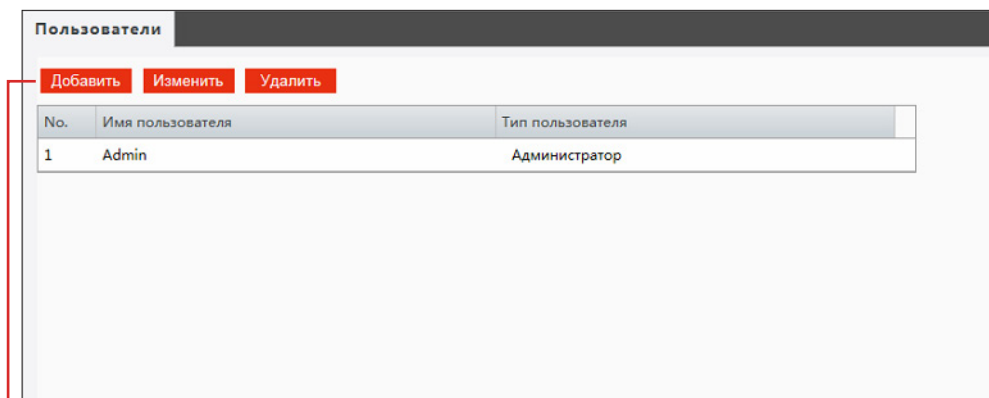 Пользователи
Добавить Изменить Удалить
No. Имя пользователя Тип пользователя
1 Admin Администратор